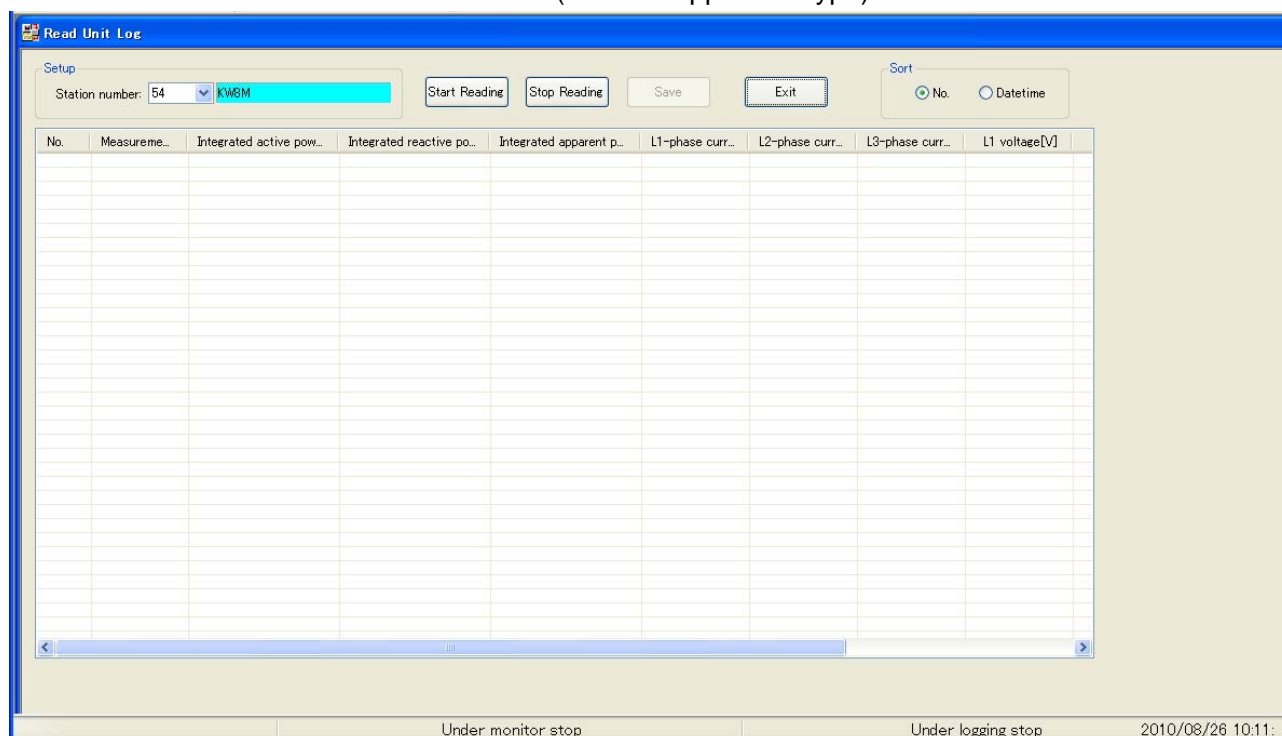 Read Unit Log
Setup
Station number: 54 KW8M
Start Reading Stop Reading Save Exit
Sort
No. Datetime
No. Measureme... Integrated active pow... Integrated reactive po... Integrated apparent p... L1-phase curr... L2-phase curr... L3-phase curr... L1 voltage[V]
Under monitor stop Under logging stop 2010/08/26 10:11: